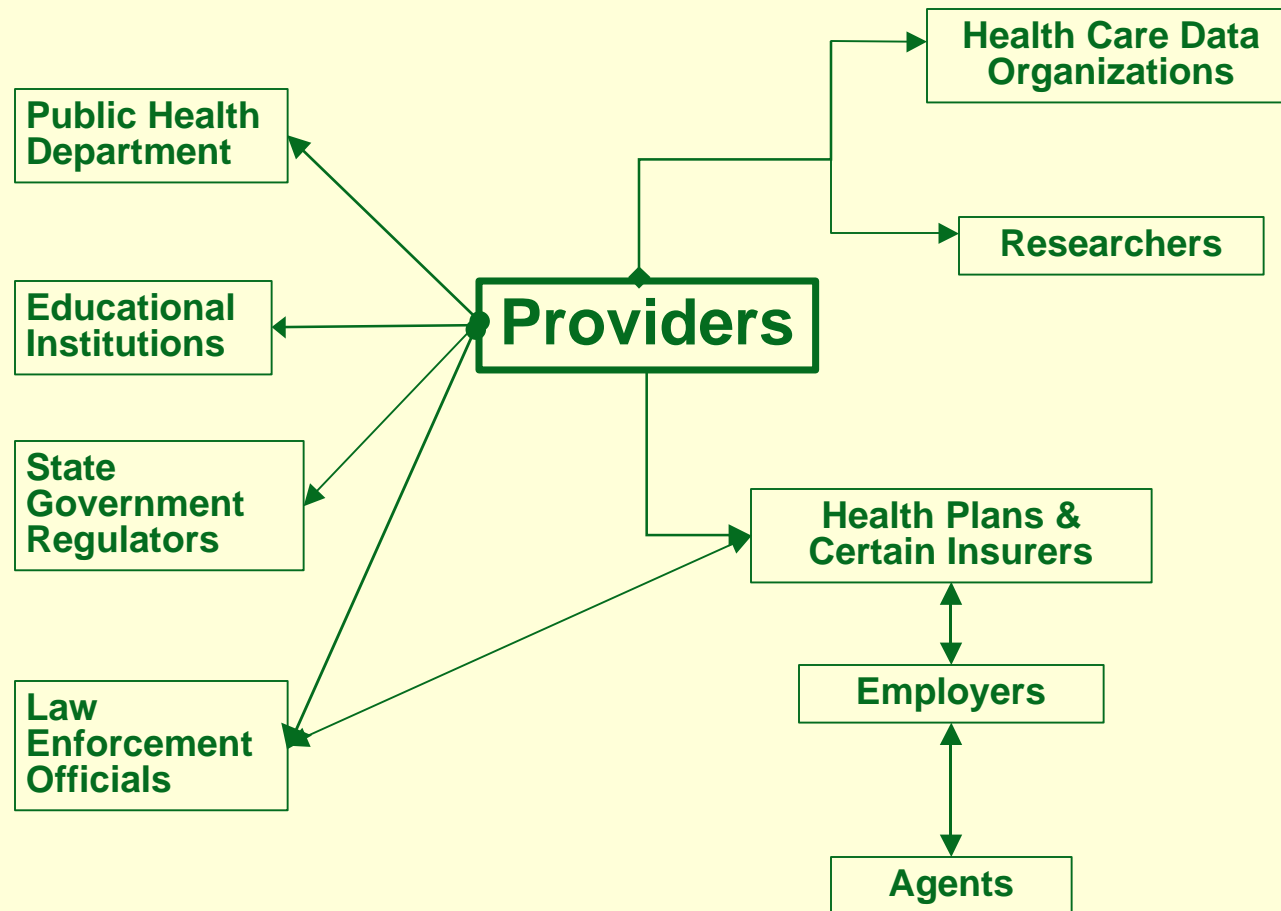 Health Care Data
Organizations
Public Health
Department
Researchers
Educational
Institutions
Providers
State
Government
Regulators
Health Plans &
Certain Insurers
Law
Enforcement
Officials
Employers
Agents